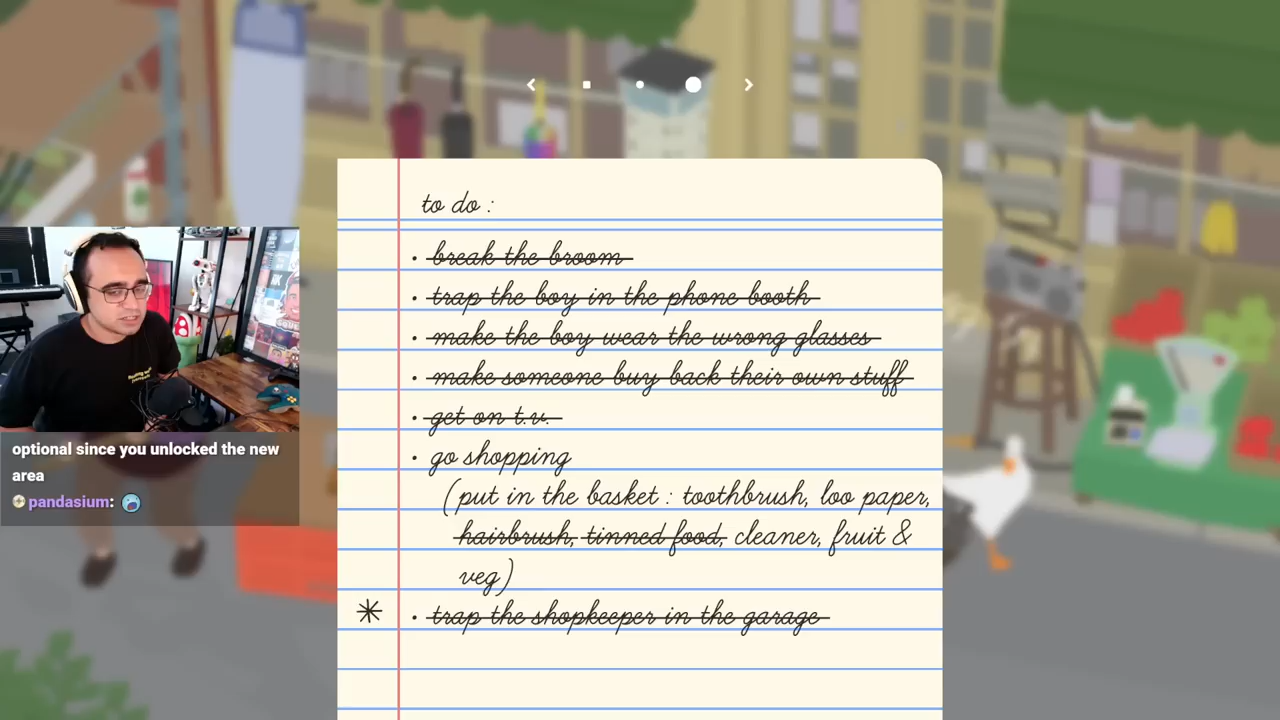 to do :
• break the broom
• trap the boy in the phone booth
• make the boy wear the wrong glasses
• make someone buy back their own stuff
• get on t.v.
• go shopping
(put in the basket : toothbrush, loo paper,
hairbrush, tinned food, cleaner, fruit &
veg)
• trap the shopkeeper in the garage
optional since you unlocked the new
area
pandasium: